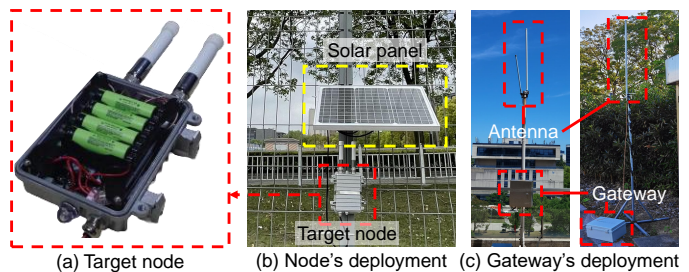 Solar panel
Target node
Antenna
Gateway
(a) Target node
(b) Node's deployment
(c) Gateway's deployment